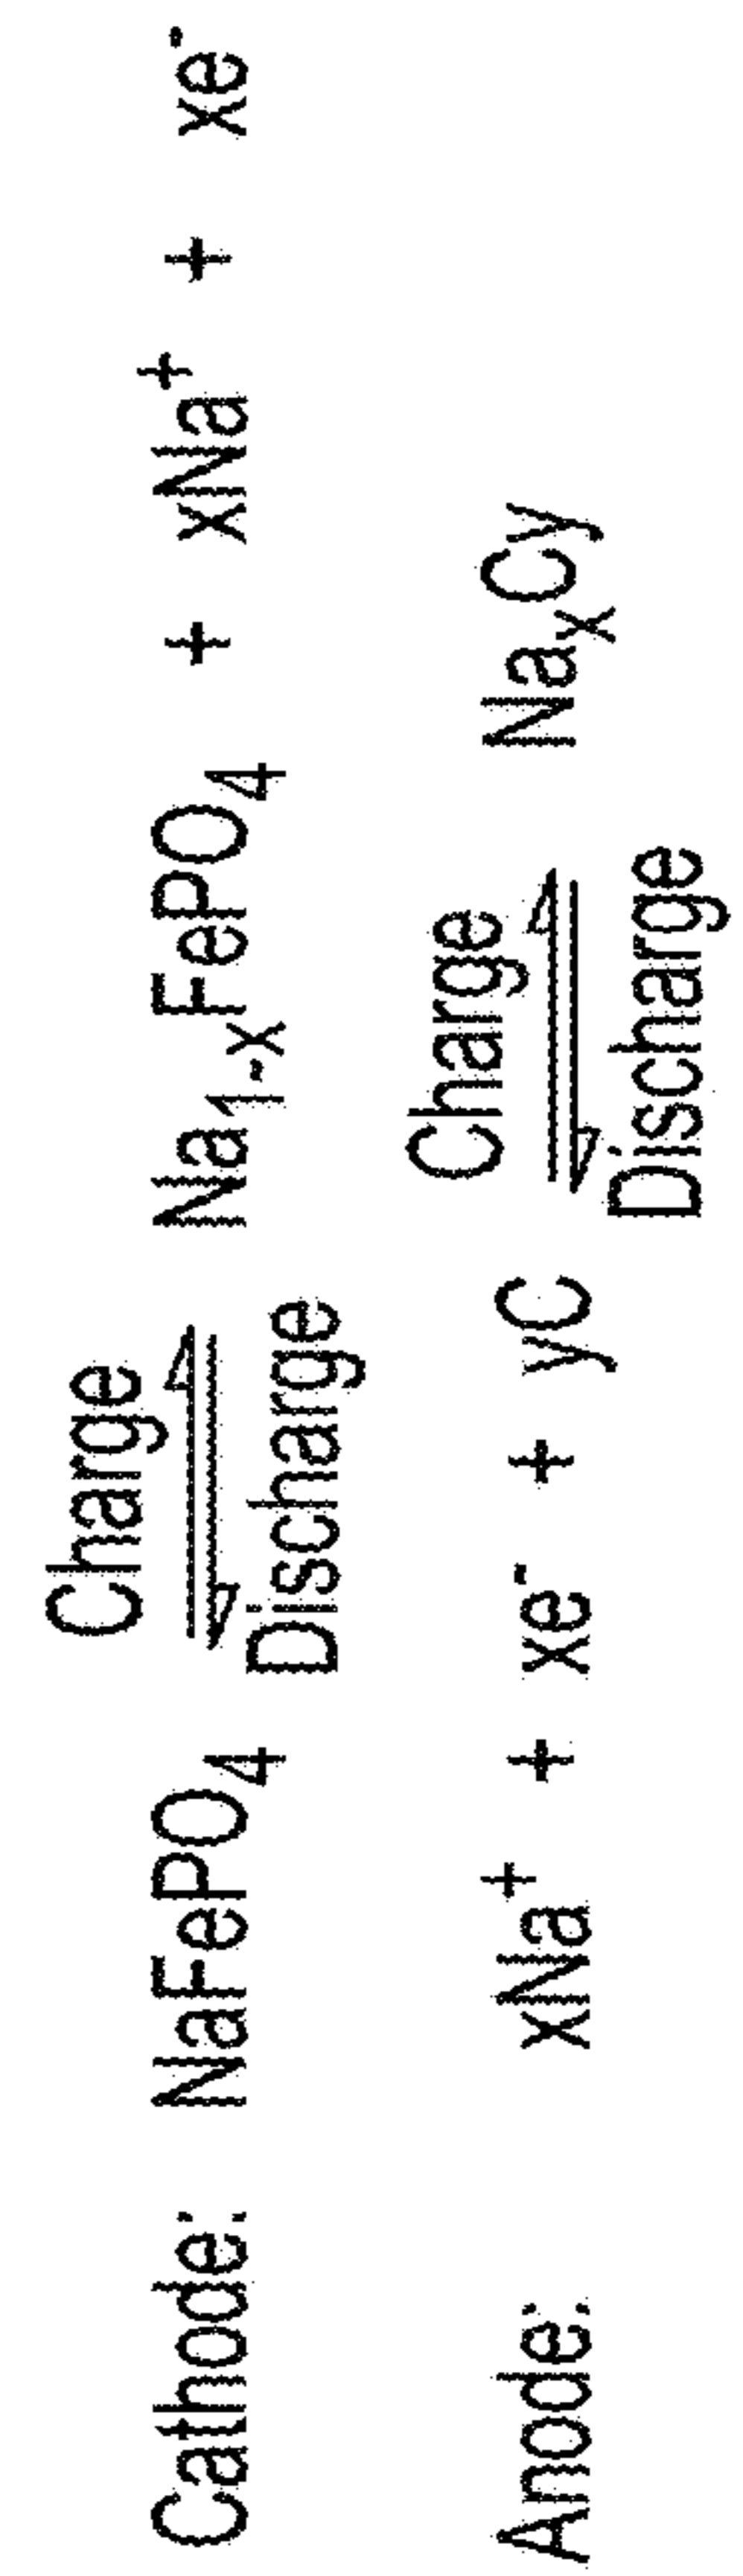 Charge
Cathode: NaFePO₄ ⇌ Na₁₋ₓFePO₄ + xNa⁺ + xe⁻
Discharge
Charge
Anode: xNa⁺ + xe⁻ + yC ⇌ NaₓCy
Discharge